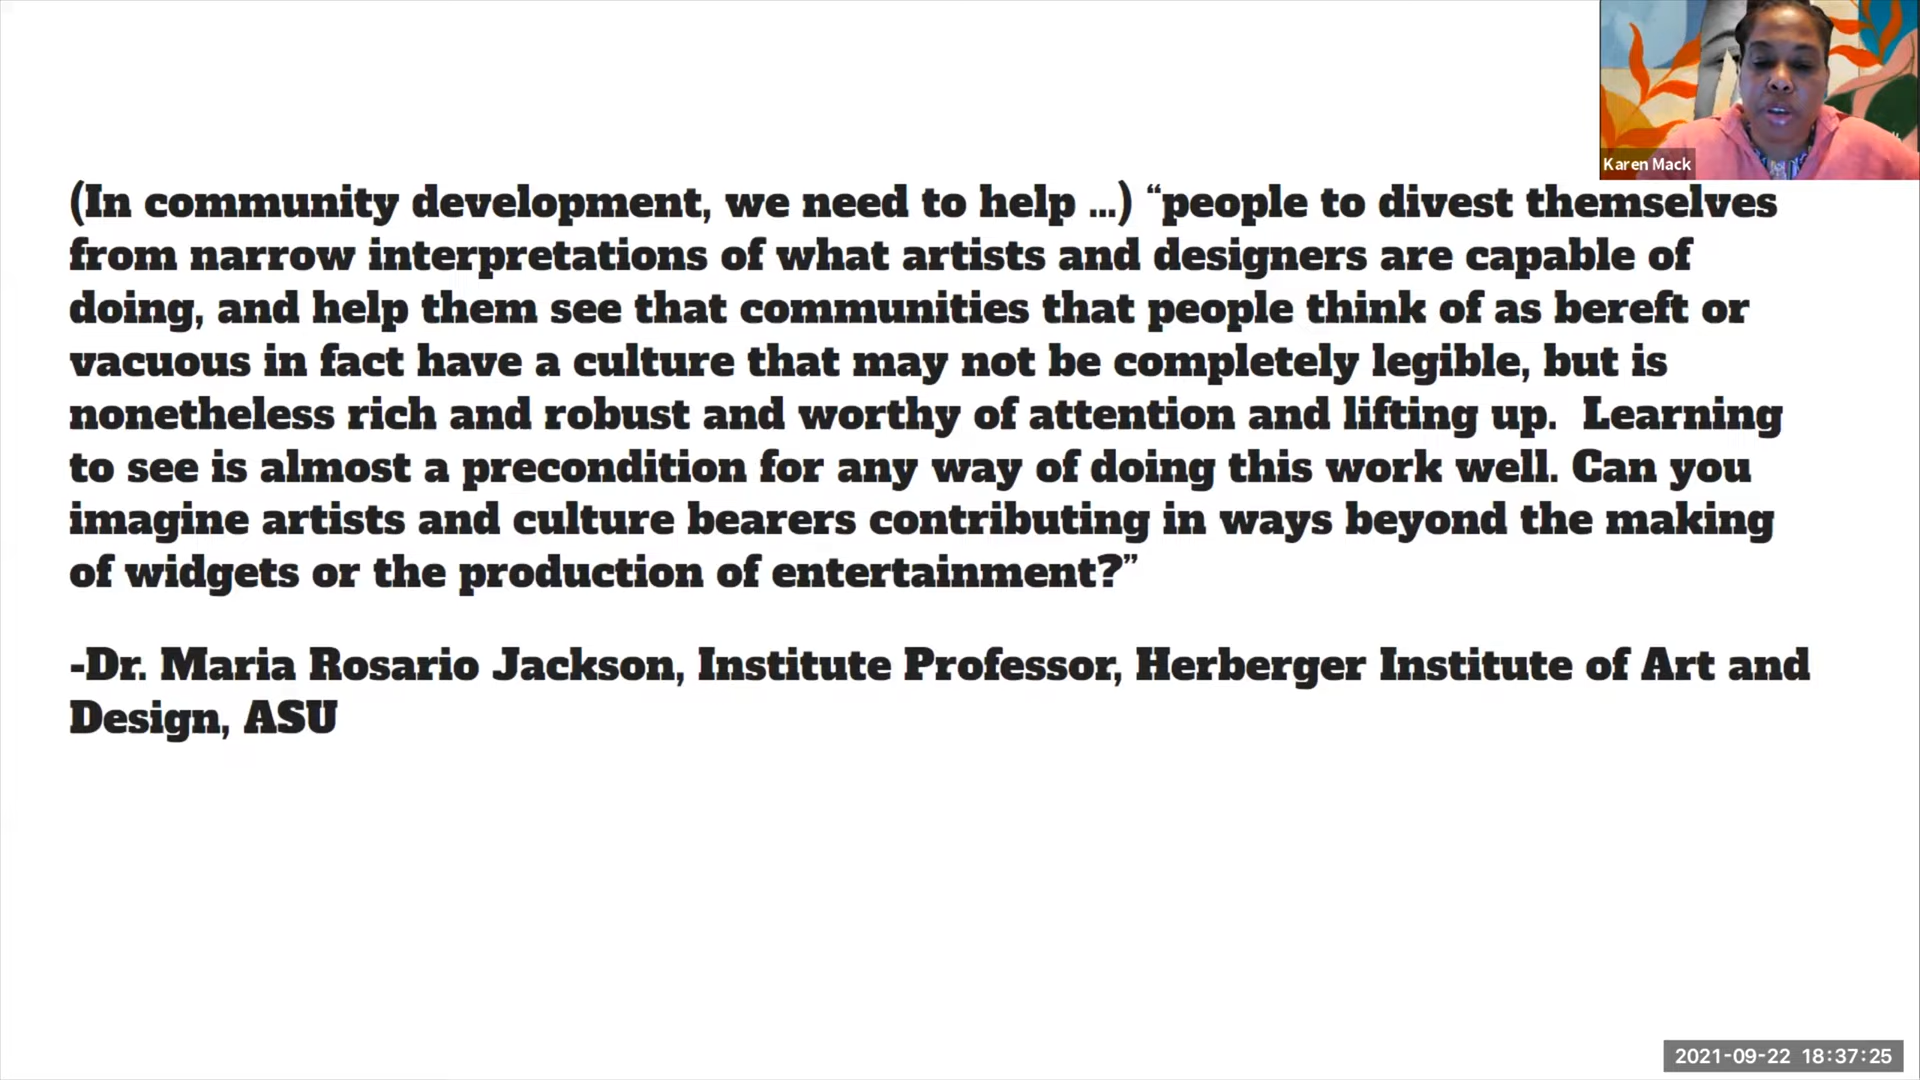 Karen Mack
(In community development, we need to help ...) “people to divest themselves
from narrow interpretations of what artists and designers are capable of
doing, and help them see that communities that people think of as bereft or
vacuous in fact have a culture that may not be completely legible, but is
nonetheless rich and robust and worthy of attention and lifting up.  Learning
to see is almost a precondition for any way of doing this work well. Can you
imagine artists and culture bearers contributing in ways beyond the making
of widgets or the production of entertainment?”
-Dr. Maria Rosario Jackson, Institute Professor, Herberger Institute of Art and
Design, ASU
2021-09-22 18:37:25